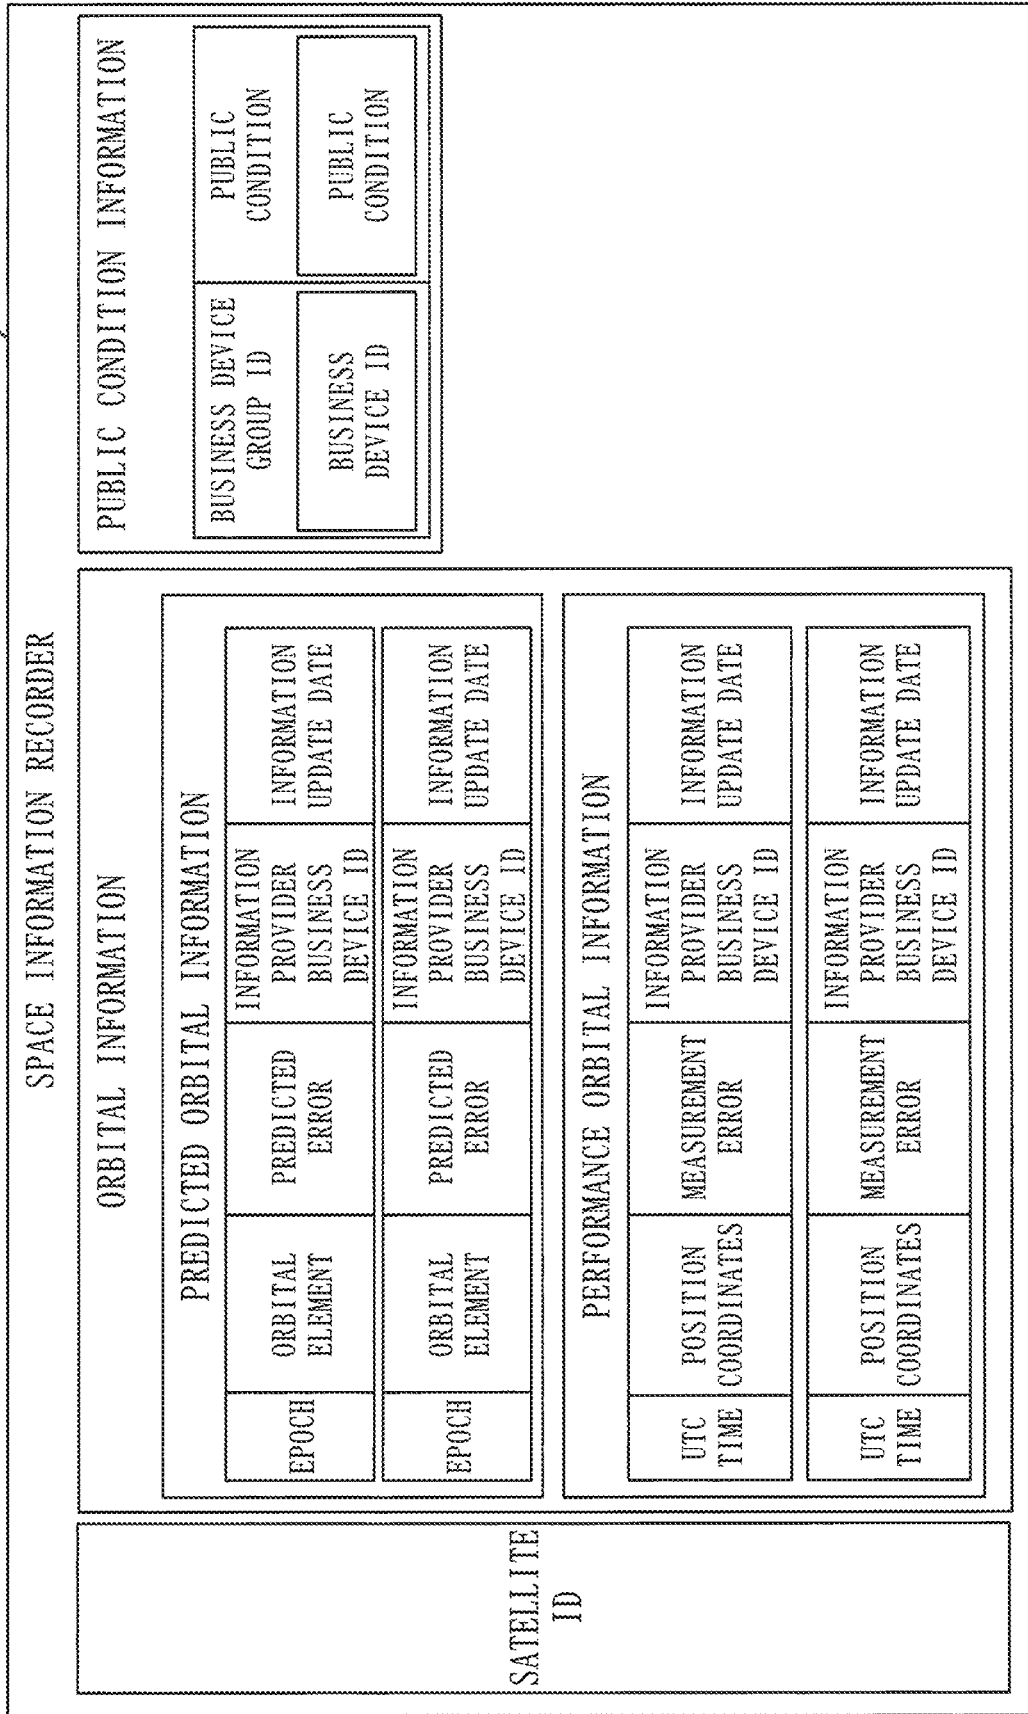 SPACE INFORMATION RECORDER
SATELLITE
ID
ORBITAL INFORMATION
PREDICTED ORBITAL INFORMATION
EPOCH
ORBITAL
ELEMENT
PREDICTED
ERROR
INFORMATION
PROVIDER
BUSINESS
DEVICE ID
INFORMATION
UPDATE DATE
EPOCH
ORBITAL
ELEMENT
PREDICTED
ERROR
INFORMATION
PROVIDER
BUSINESS
DEVICE ID
INFORMATION
UPDATE DATE
PERFORMANCE ORBITAL INFORMATION
UTC
TIME
POSITION
COORDINATES
MEASUREMENT
ERROR
INFORMATION
PROVIDER
BUSINESS
DEVICE ID
INFORMATION
UPDATE DATE
UTC
TIME
POSITION
COORDINATES
MEASUREMENT
ERROR
INFORMATION
PROVIDER
BUSINESS
DEVICE ID
INFORMATION
UPDATE DATE
PUBLIC CONDITION INFORMATION
BUSINESS DEVICE
GROUP ID
PUBLIC
CONDITION
BUSINESS
DEVICE ID
PUBLIC
CONDITION